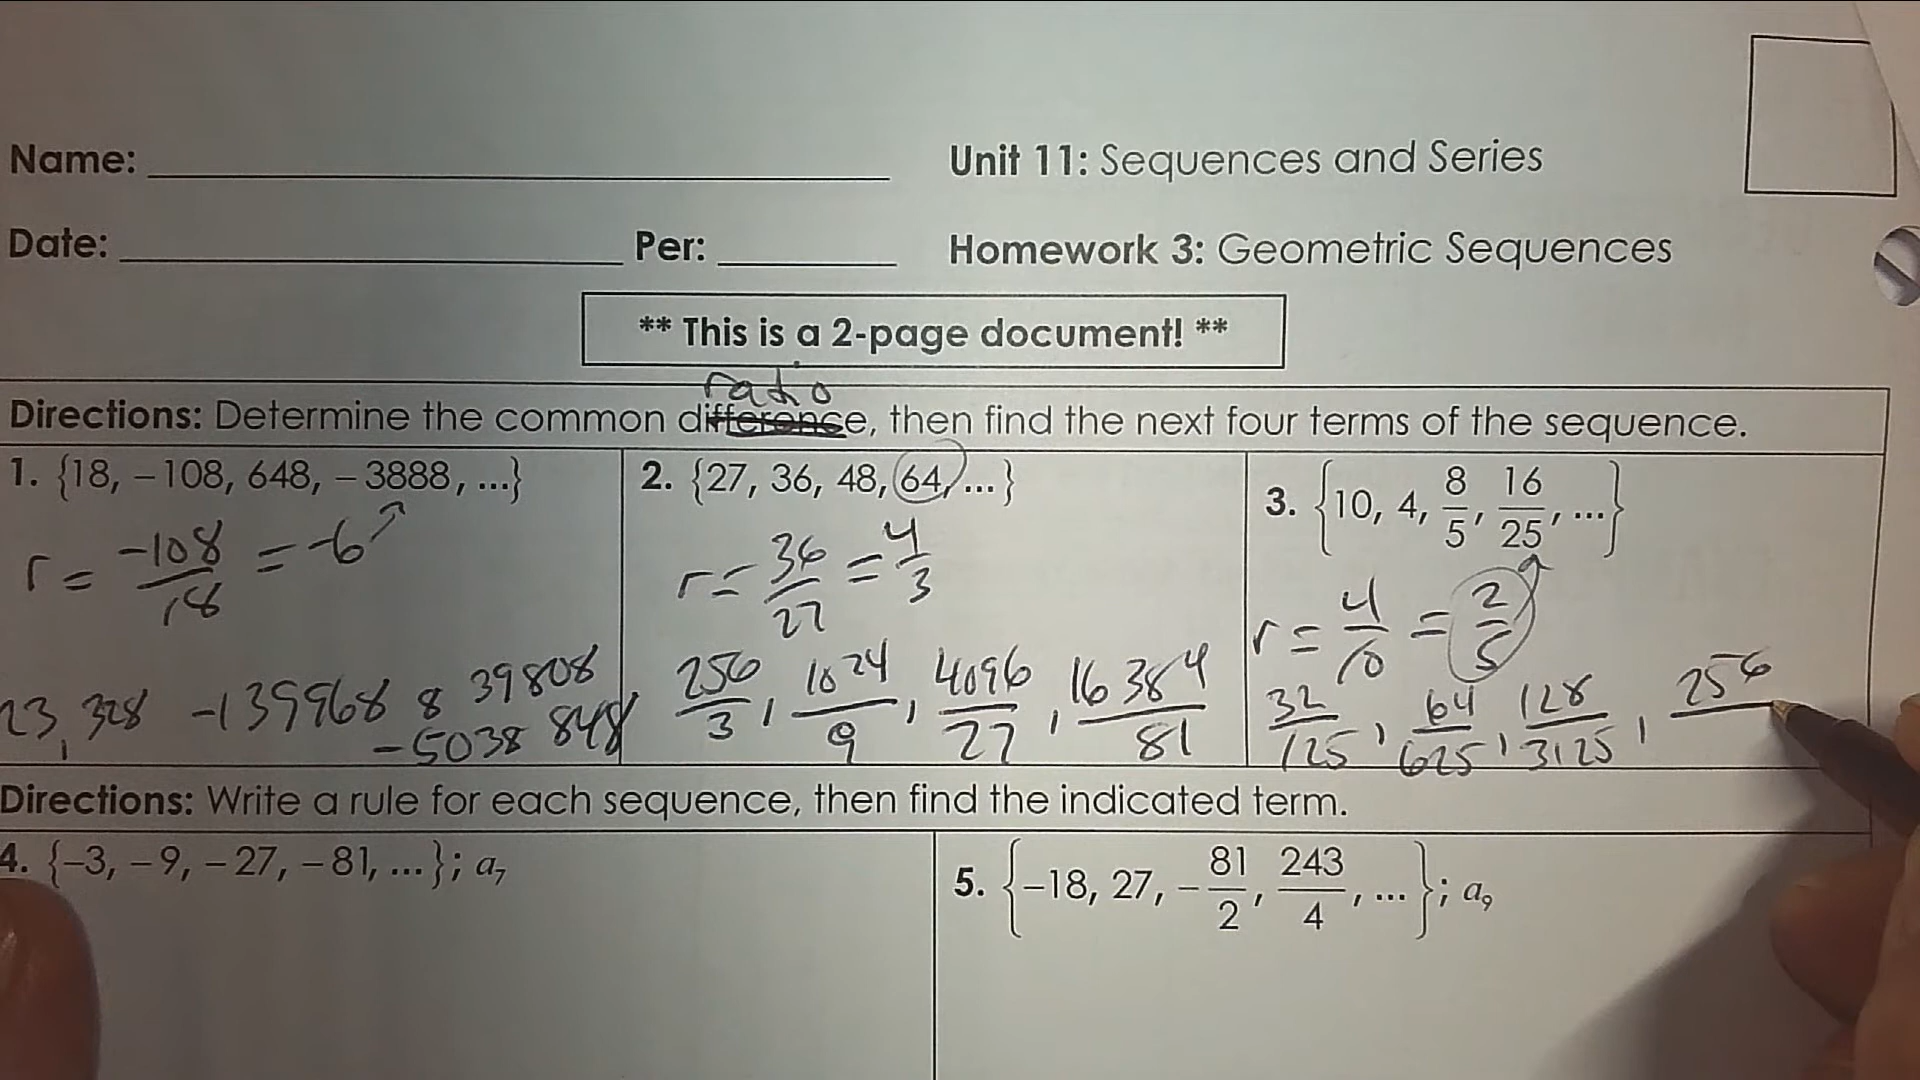 Name: Unit 11: Sequences and Series
Date: Per: Homework 3: Geometric Sequences
** This is a 2-page document! **
ratio
Directions: Determine the common difference, then find the next four terms of the sequence.
1. {18, −108, 648, −3888, ...}
r = -108/18 = -6
23,328 -139968 839808
-5038848
2. {27, 36, 48, 64, ...}
r = 36/27 = 4/3
256/3, 1024/9, 4096/27, 16384/81
3. {10, 4, 8/5, 16/25, ...}
r = 4/10 = 2/5
32/125, 64/625, 128/3125, 256
Directions: Write a rule for each sequence, then find the indicated term.
4. {−3, −9, −27, −81, ...}; a₇
5. {−18, 27, −81/2, 243/4, ...}; a₉